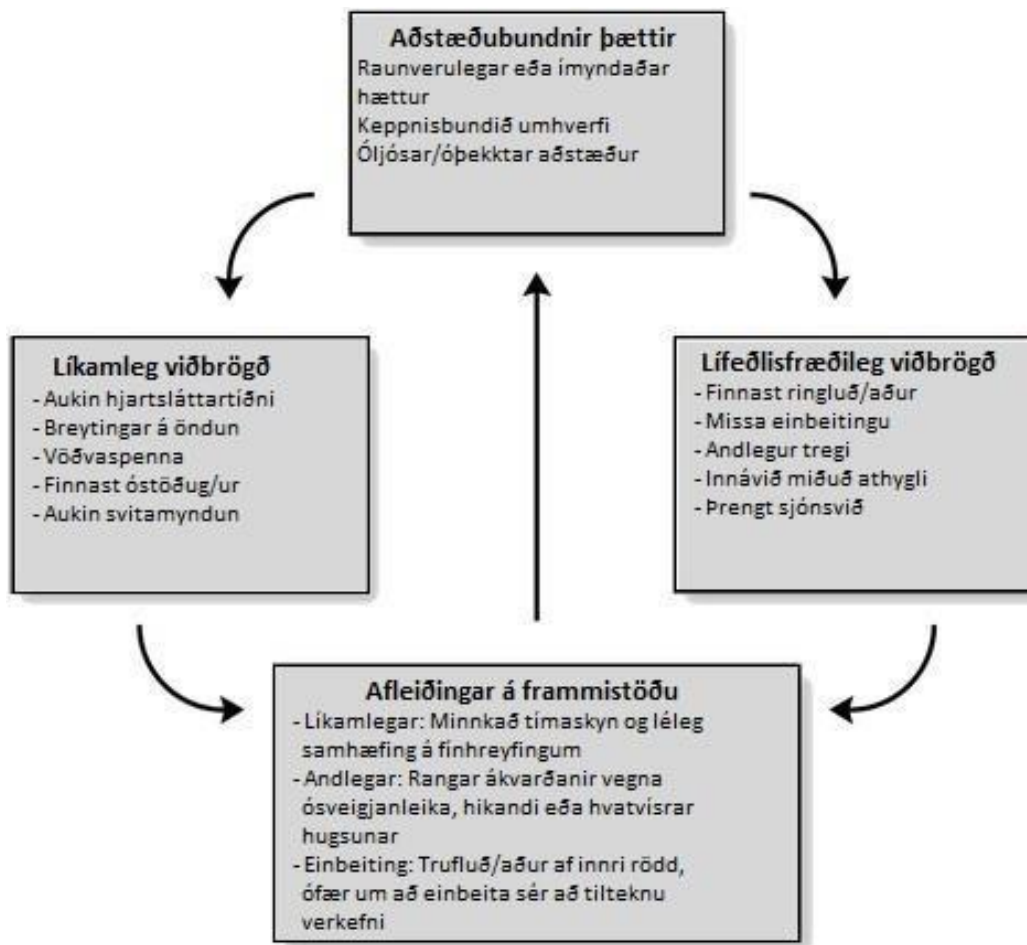 Aðstæðubundnir þættir
Raunverulegar eða ímyndaðar
hættur
Keppnisbundið umhverfi
Óljósar/óþekktar aðstæður
Líkamleg viðbrögð
- Aukin hjartsláttartíðni
- Breytingar á öndun
- Vöðvaspenna
- Finnast óstöðug/ur
- Aukin svitamyndun
Lífeðlisfræðileg viðbrögð
- Finnast ringluð/aður
- Missa einbeitingu
- Andlegur tregi
- Innávið miðuð athygli
- Þrengt sjónsvið
Afleiðingar á frammistöðu
- Líkamlegar: Minnkað tímaskyn og léleg
samhæfing á fínhreyfingum
- Andlegar: Rangar ákvarðanir vegna
ósveigjanleika, hikandi eða hvatvísrar
hugsunar
- Einbeiting: Trufluð/aður af innri rödd,
ófær um að einbeita sér að tilteknu
verkefni